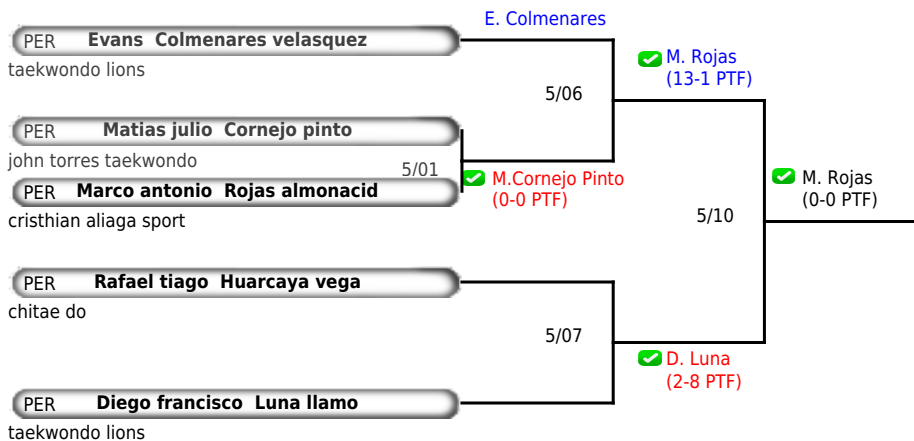 E. Colmenares
PER Evans Colmenares velasquez
taekwondo lions
M. Rojas
(13-1 PTF)
5/06
PER Matias julio Cornejo pinto
john torres taekwondo
5/01
M.Cornejo Pinto
(0-0 PTF)
PER Marco antonio Rojas almonacid
cristhian aliaga sport
M. Rojas
(0-0 PTF)
5/10
PER Rafael tiago Huarcaya vega
chitae do
5/07
D. Luna
(2-8 PTF)
PER Diego francisco Luna llamo
taekwondo lions